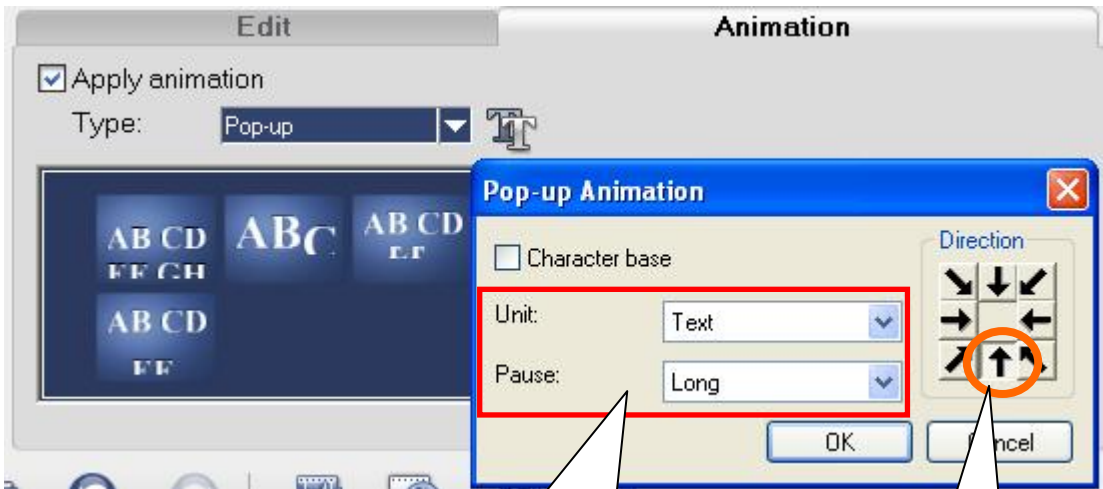 Edit Animation
Apply animation
Type: Pop-up
Pop-up Animation
AB CD ABC AB CD
Character base
Direction
AB CD
Unit: Text
Pause: Long
OK